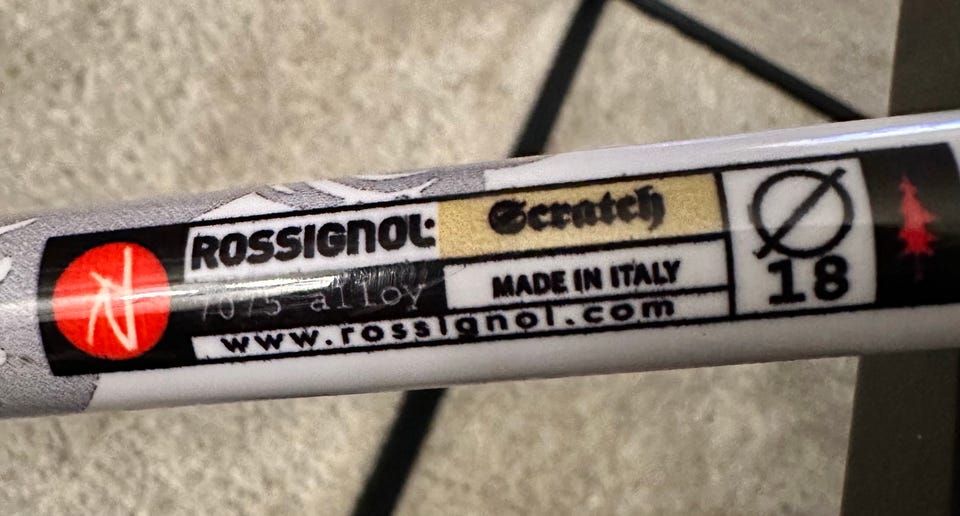 ROSSIGNOL
Scratch
7075 alloy
MADE IN ITALY
www.rossignol.com
Ø
18